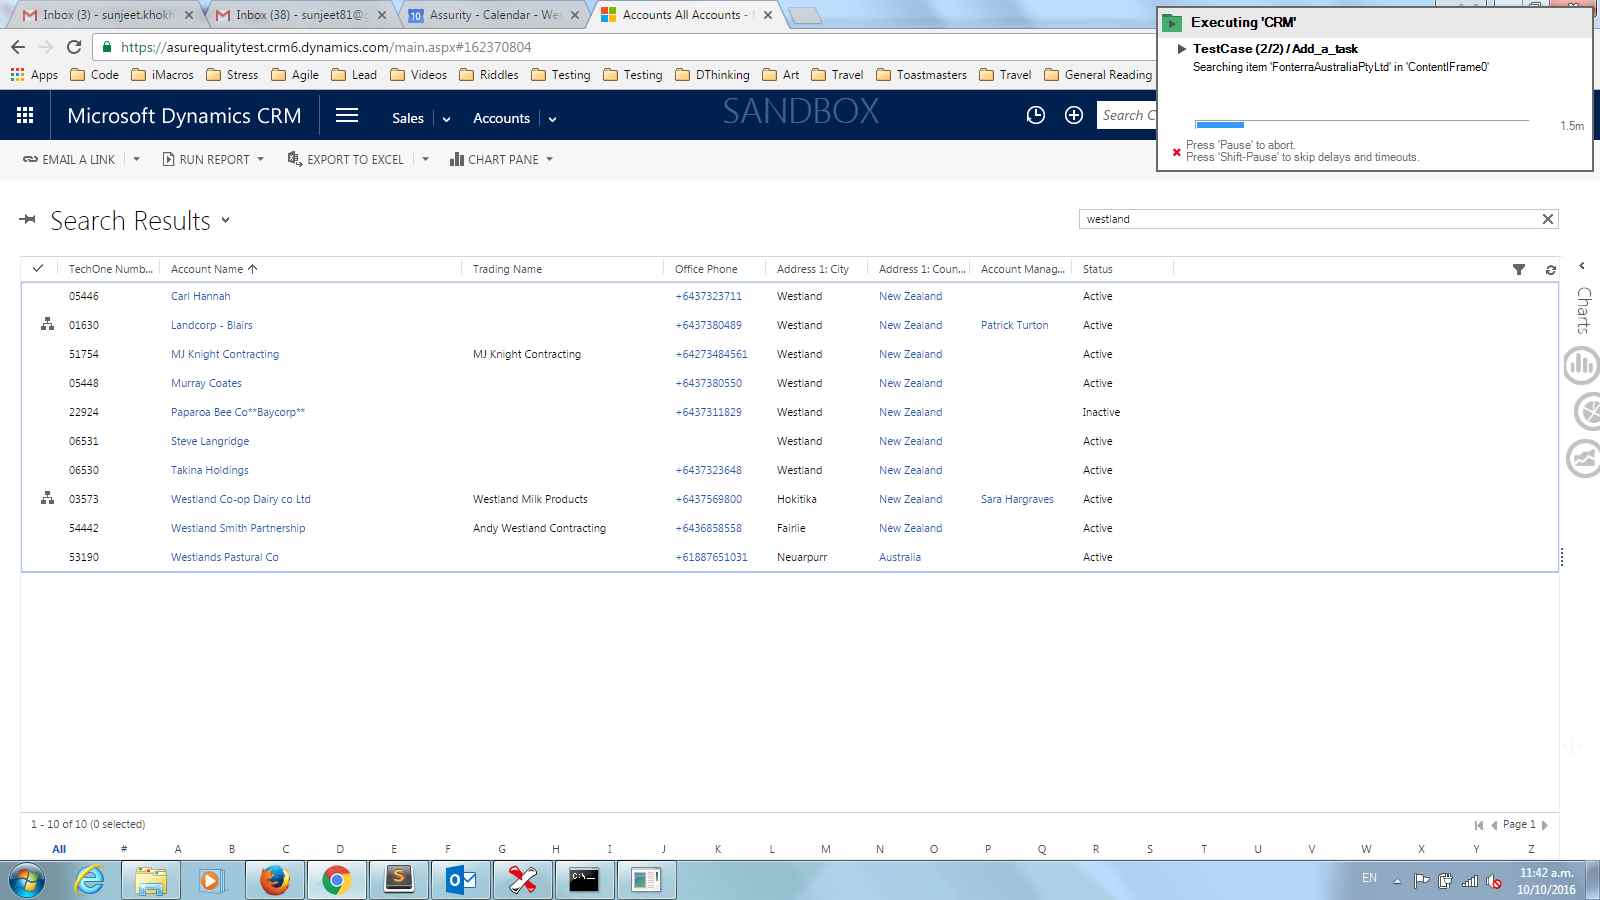 Inbox (3) - sunjeet.khokh
Inbox (38) - sunjeet81@g
10 Assurity - Calendar - We
Accounts All Accounts -
https://asurequalitytest.crm6.dynamics.com/main.aspx#162370804
Apps Code iMacros Stress Agile Lead Videos Riddles Testing Testing DThinking Art Travel Toastmasters Travel General Reading
Executing 'CRM'
TestCase (2/2) / Add_a_task
Searching item 'FonterraAustraliaPtyLtd' in 'ContentIFrame0'
1.5m
Press 'Pause' to abort.
Press 'Shift-Pause' to skip delays and timeouts.
Microsoft Dynamics CRM Sales Accounts SANDBOX Search C
EMAIL A LINK RUN REPORT EXPORT TO EXCEL CHART PANE
Search Results westland
TechOne Numb... Account Name Trading Name Office Phone Address 1: City Address 1: Coun... Account Manag... Status
05446 Carl Hannah +6437323711 Westland New Zealand Active
01630 Landcorp - Blairs +6437380489 Westland New Zealand Patrick Turton Active
51754 MJ Knight Contracting MJ Knight Contracting +64273484561 Westland New Zealand Active
05448 Murray Coates +6437380550 Westland New Zealand Active
22924 Paparoa Bee Co**Baycorp** +6437311829 Westland New Zealand Inactive
06531 Steve Langridge Westland New Zealand Active
06530 Takina Holdings +6437323648 Westland New Zealand Active
03573 Westland Co-op Dairy co Ltd Westland Milk Products +6437569800 Hokitika New Zealand Sara Hargraves Active
54442 Westland Smith Partnership Andy Westland Contracting +6436858558 Fairlie New Zealand Active
53190 Westlands Pastural Co +61887651031 Neuarpurr Australia Active
Charts
1 - 10 of 10 (0 selected) Page 1
All # A B C D E F G H I J K L M N O P Q R S T U V W X Y Z
EN 11:42 a.m.
10/10/2016